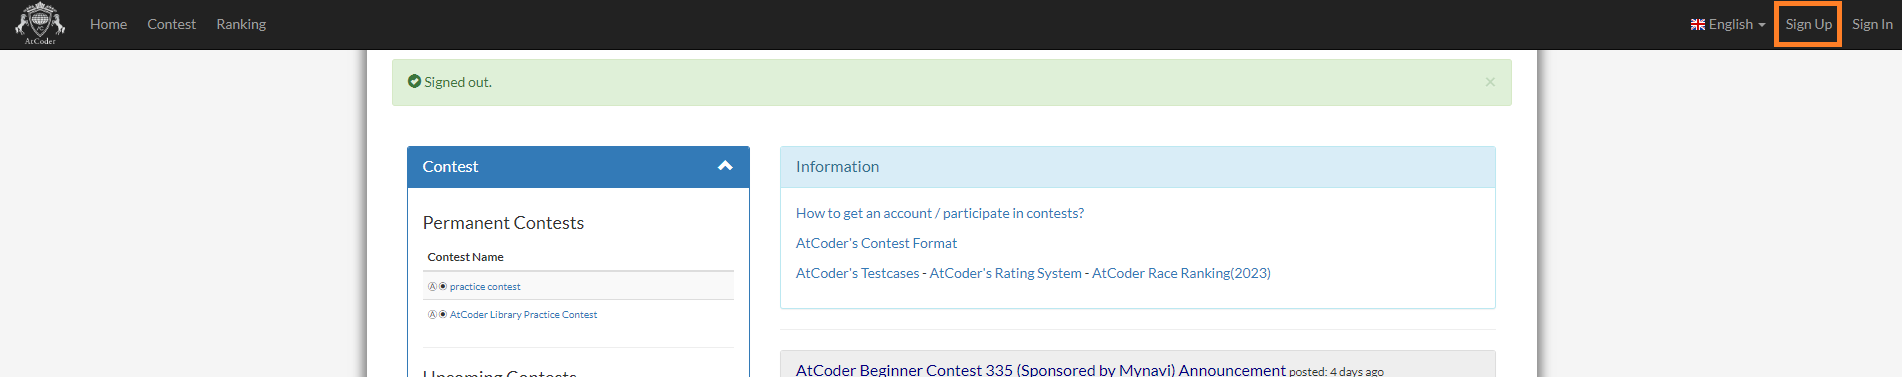 AtCoder
Home Contest Ranking
English Sign Up Sign In
Signed out. ×
Contest
Permanent Contests
Contest Name
Ⓐ ◉ practice contest
Ⓐ ◉ AtCoder Library Practice Contest
Upcoming Contests
Information
How to get an account / participate in contests?
AtCoder's Contest Format
AtCoder's Testcases - AtCoder's Rating System - AtCoder Race Ranking(2023)
AtCoder Beginner Contest 335 (Sponsored by Mynavi) Announcement posted: 4 days ago